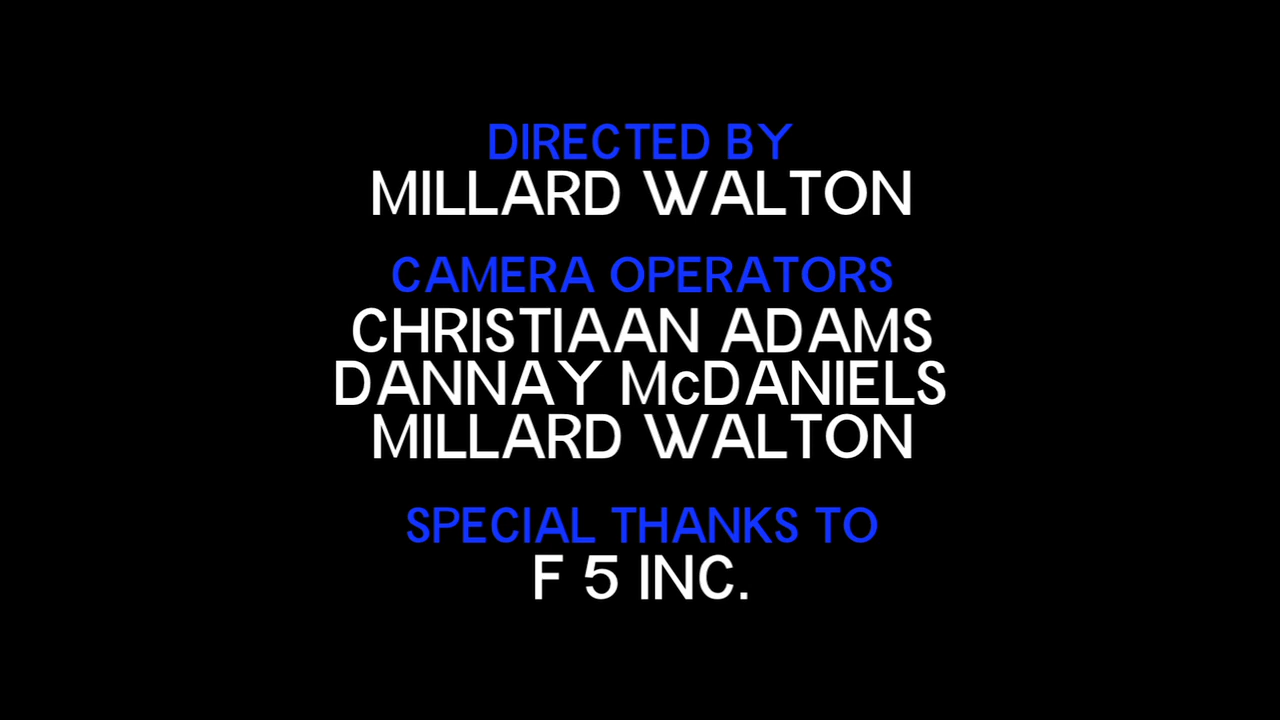 DIRECTED BY
MILLARD WALTON
CAMERA OPERATORS
CHRISTIAAN ADAMS
DANNAY McDANIELS
MILLARD WALTON
SPECIAL THANKS TO
F 5 INC.